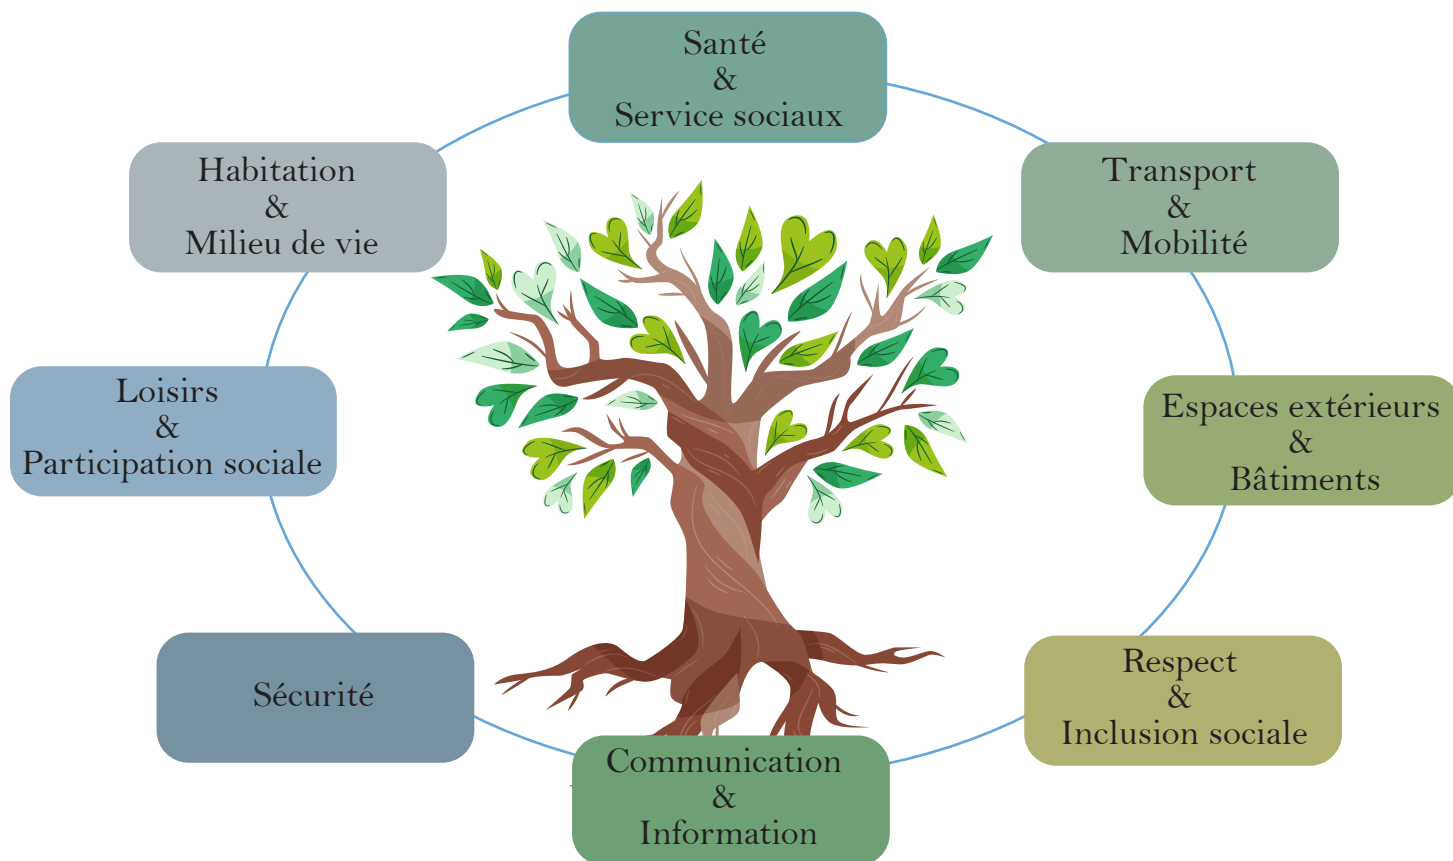 Santé
&
Service sociaux
Habitation
&
Milieu de vie
Transport
&
Mobilité
Loisirs
&
Participation sociale
Espaces extérieurs
&
Bâtiments
Sécurité
Respect
&
Inclusion sociale
Communication
&
Information